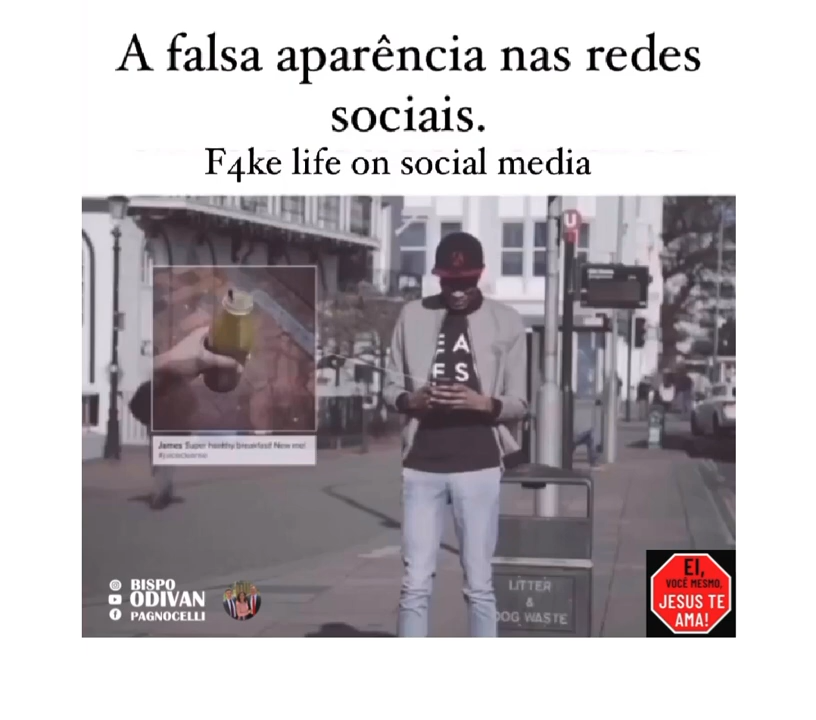 A falsa aparência nas redes
sociais.
F4ke life on social media
U
E A
E S
James Super healthy breakfast! New me!
BISPO
ODIVAN
PAGNOCELLI
EI,
VOCÊ MESMO,
JESUS TE
AMA!
LITTER
&
DOG WASTE